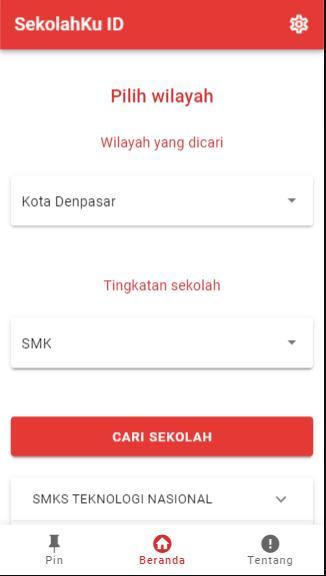 SekolahKu ID
Pilih wilayah
Wilayah yang dicari
Kota Denpasar
Tingkatan sekolah
SMK
CARI SEKOLAH
SMKS TEKNOLOGI NASIONAL
Pin
Beranda
Tentang